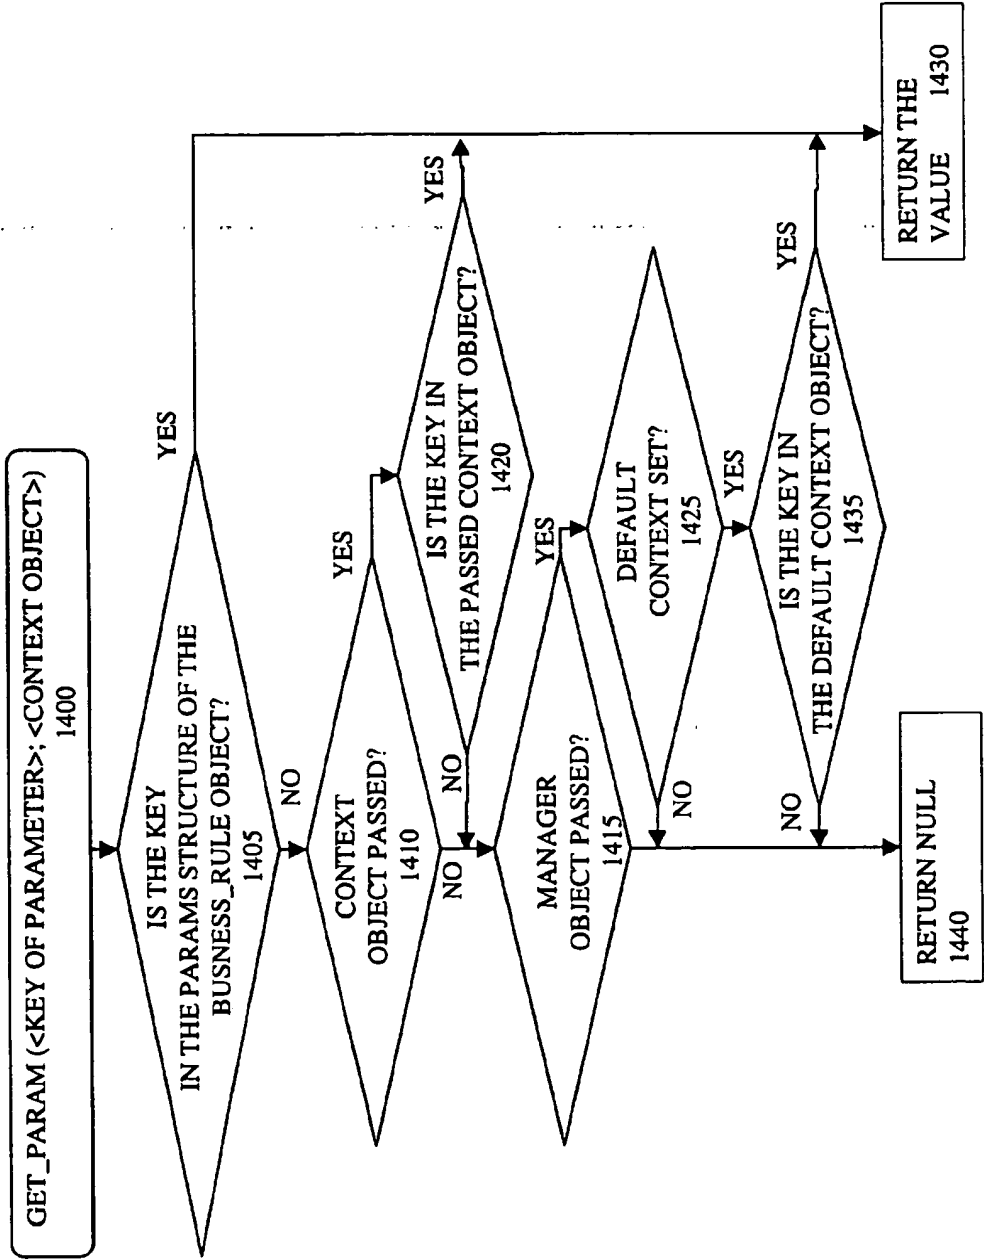 GET_PARAM (<KEY OF PARAMETER>; <CONTEXT OBJECT>)
1400
IS THE KEY
IN THE PARAMS STRUCTURE OF THE
BUSNESS_RULE OBJECT?
1405
YES
NO
CONTEXT
OBJECT PASSED?
1410
YES
NO
IS THE KEY IN
THE PASSED CONTEXT OBJECT?
1420
YES
NO
MANAGER
OBJECT PASSED?
1415
YES
DEFAULT
CONTEXT SET?
1425
YES
NO
IS THE KEY IN
THE DEFAULT CONTEXT OBJECT?
1435
YES
NO
RETURN THE
VALUE 1430
RETURN NULL
1440